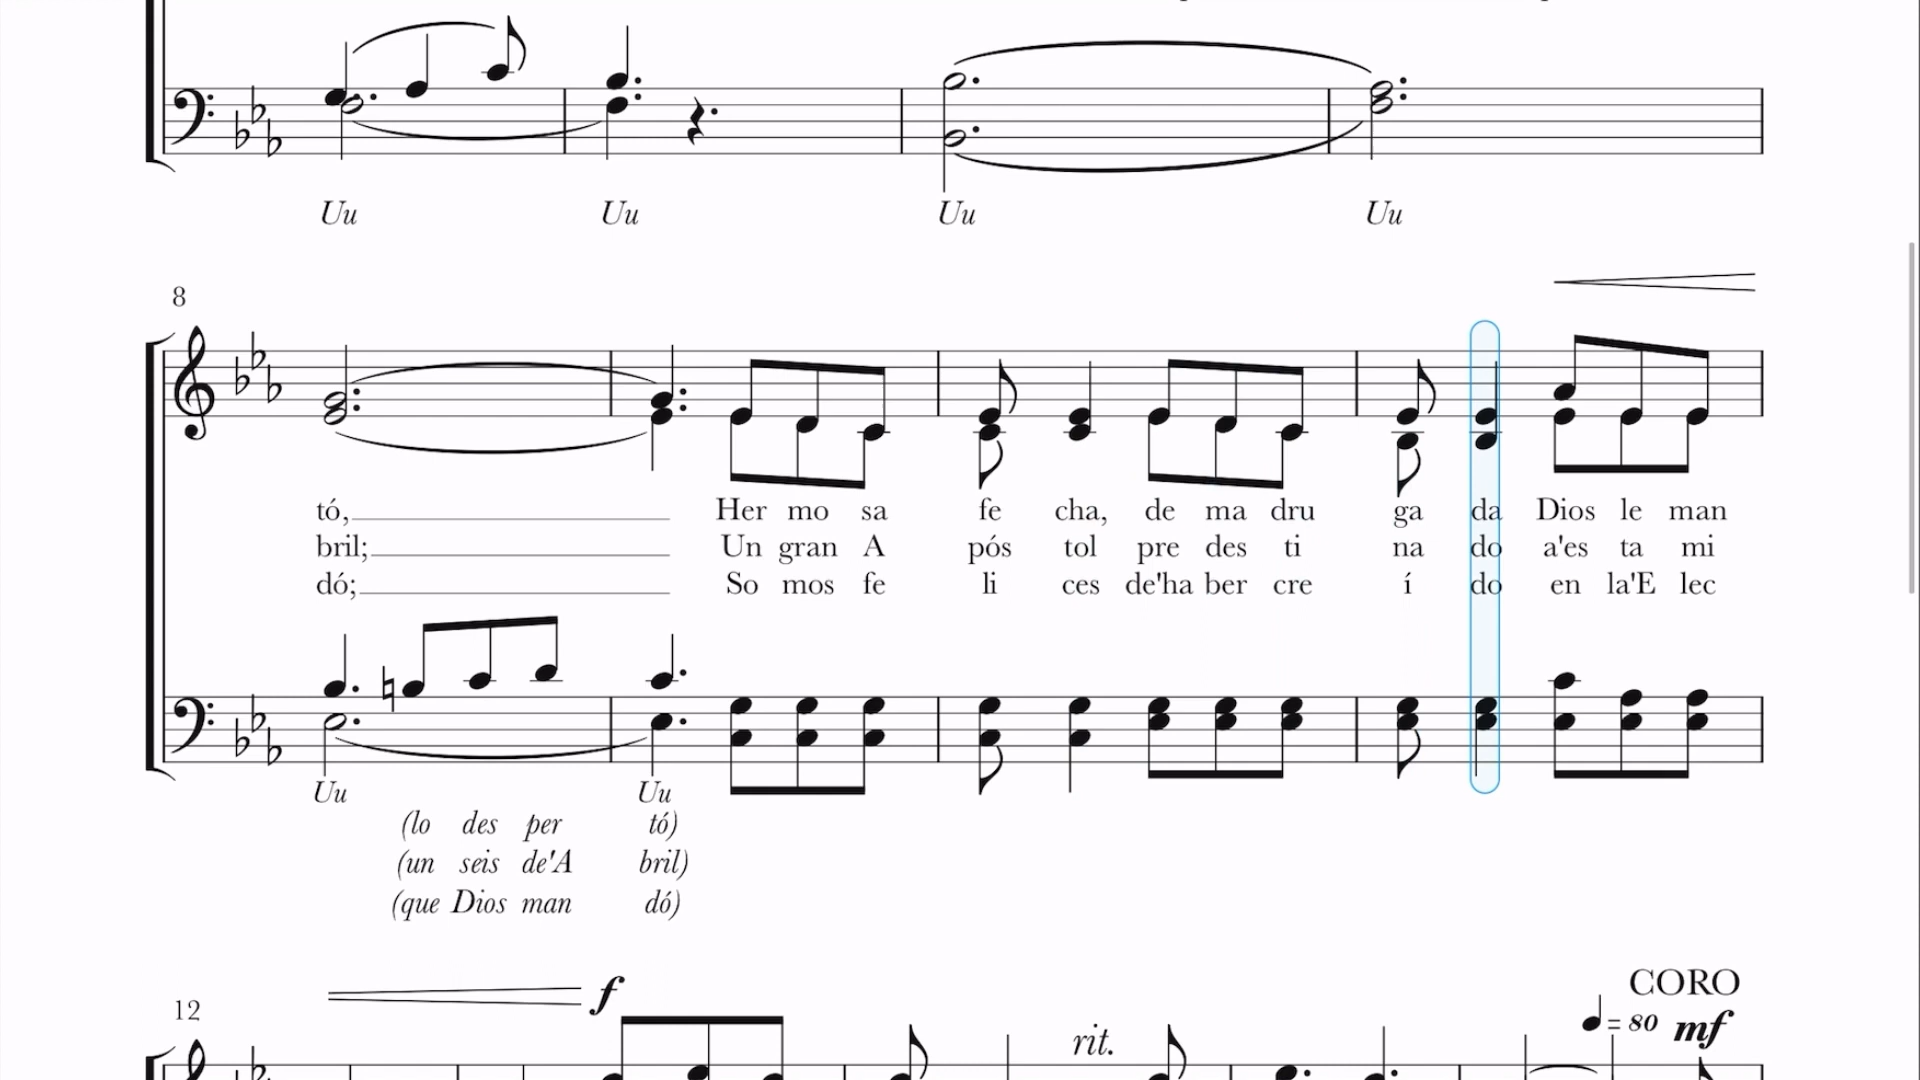 Uu Uu Uu Uu
8
tó, Her mo sa fe cha, de ma dru ga da Dios le man
bril; Un gran A pós tol pre des ti na do a'es ta mi
dó; So mos fe li ces de'ha ber cre í do en la'E lec
Uu Uu
(lo des per tó)
(un seis de'A bril)
(que Dios man dó)
CORO
12 f rit. = 80 mf